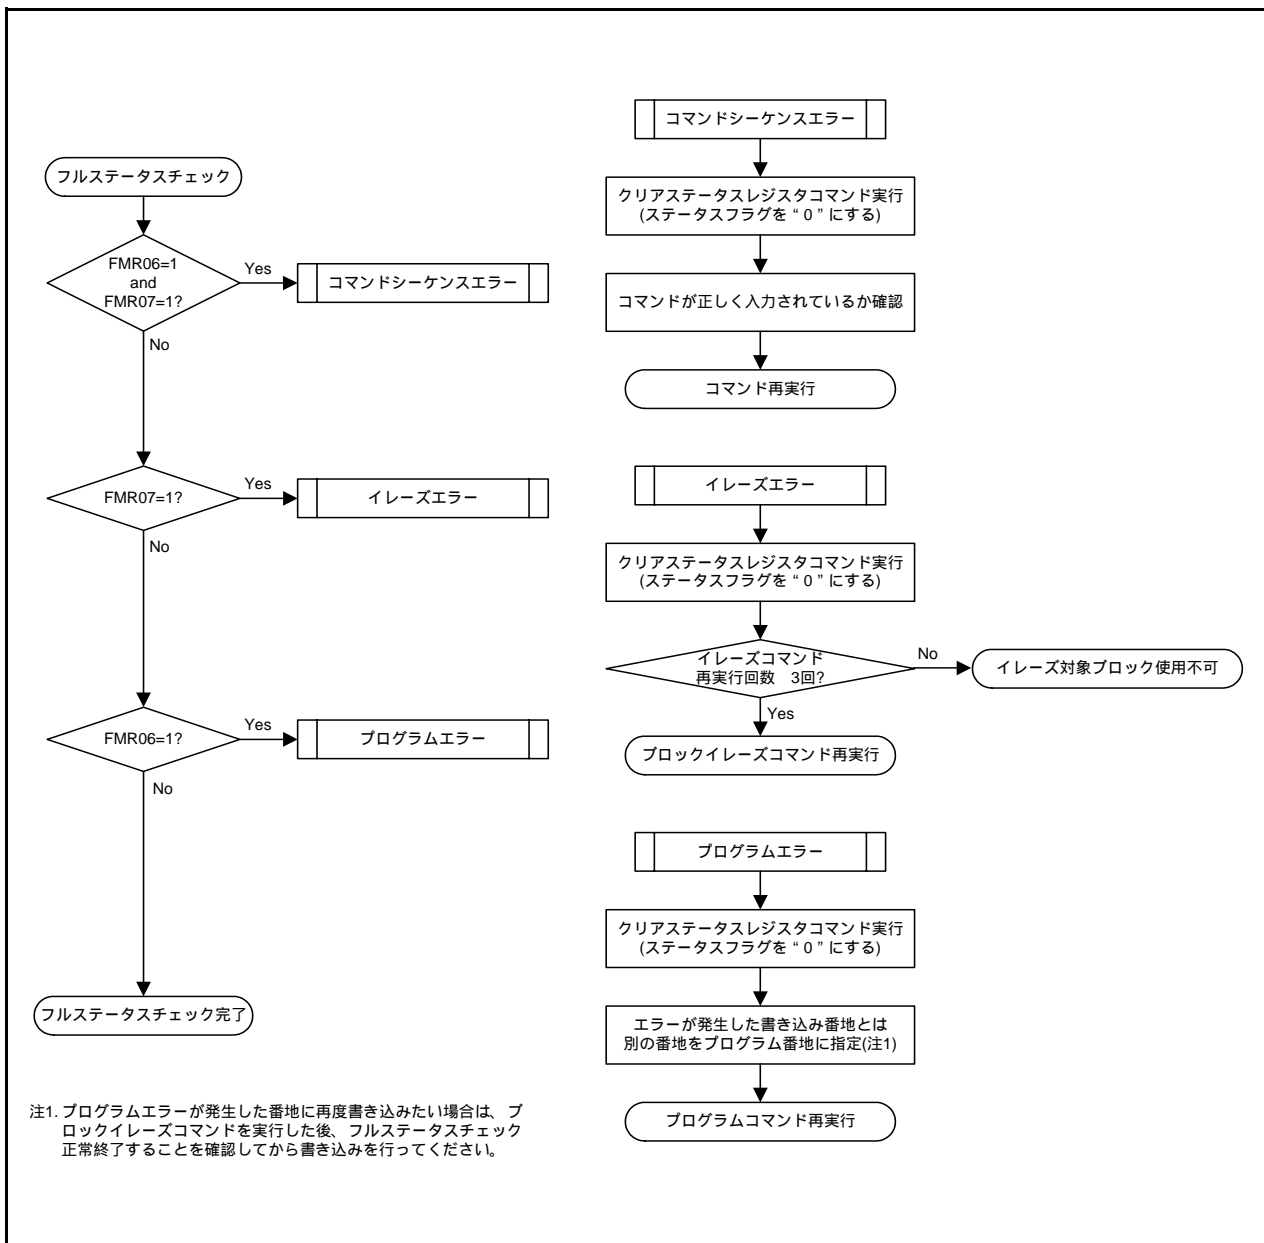 フルステータスチェック
FMR06=1
and
FMR07=1?
Yes
コマンドシーケンスエラー
No
FMR07=1?
Yes
イレーズエラー
No
FMR06=1?
Yes
プログラムエラー
No
フルステータスチェック完了
注1. プログラムエラーが発生した番地に再度書き込みたい場合は、ブ
ロックイレーズコマンドを実行した後、フルステータスチェック
正常終了することを確認してから書き込みを行ってください。
コマンドシーケンスエラー
クリアステータスレジスタコマンド実行
(ステータスフラグを“0”にする)
コマンドが正しく入力されているか確認
コマンド再実行
イレーズエラー
クリアステータスレジスタコマンド実行
(ステータスフラグを“0”にする)
イレーズコマンド
再実行回数　3回?
No
イレーズ対象ブロック使用不可
Yes
ブロックイレーズコマンド再実行
プログラムエラー
クリアステータスレジスタコマンド実行
(ステータスフラグを“0”にする)
エラーが発生した書き込み番地とは
別の番地をプログラム番地に指定(注1)
プログラムコマンド再実行